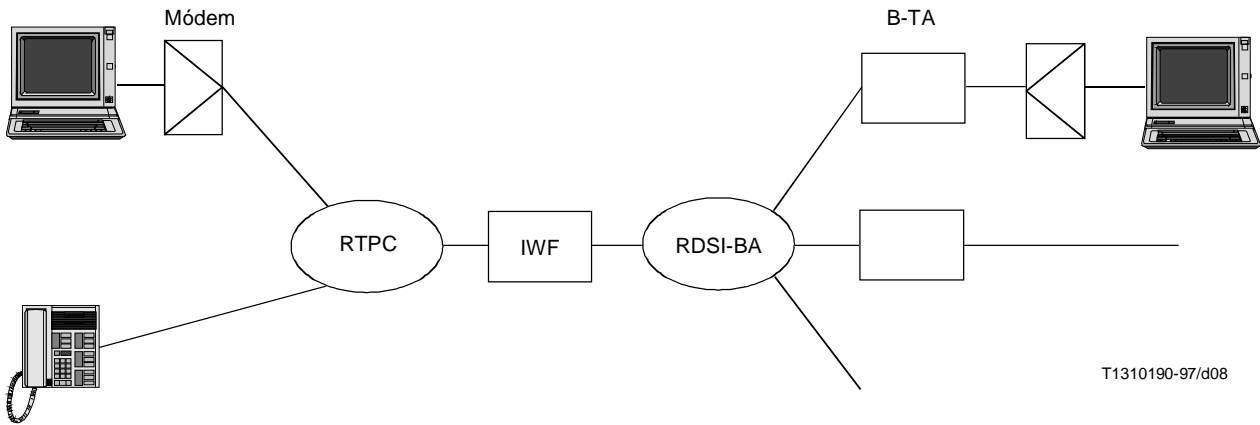 Módem
B-TA
RTPC
IWF
RDSI-BA
T1310190-97/d08